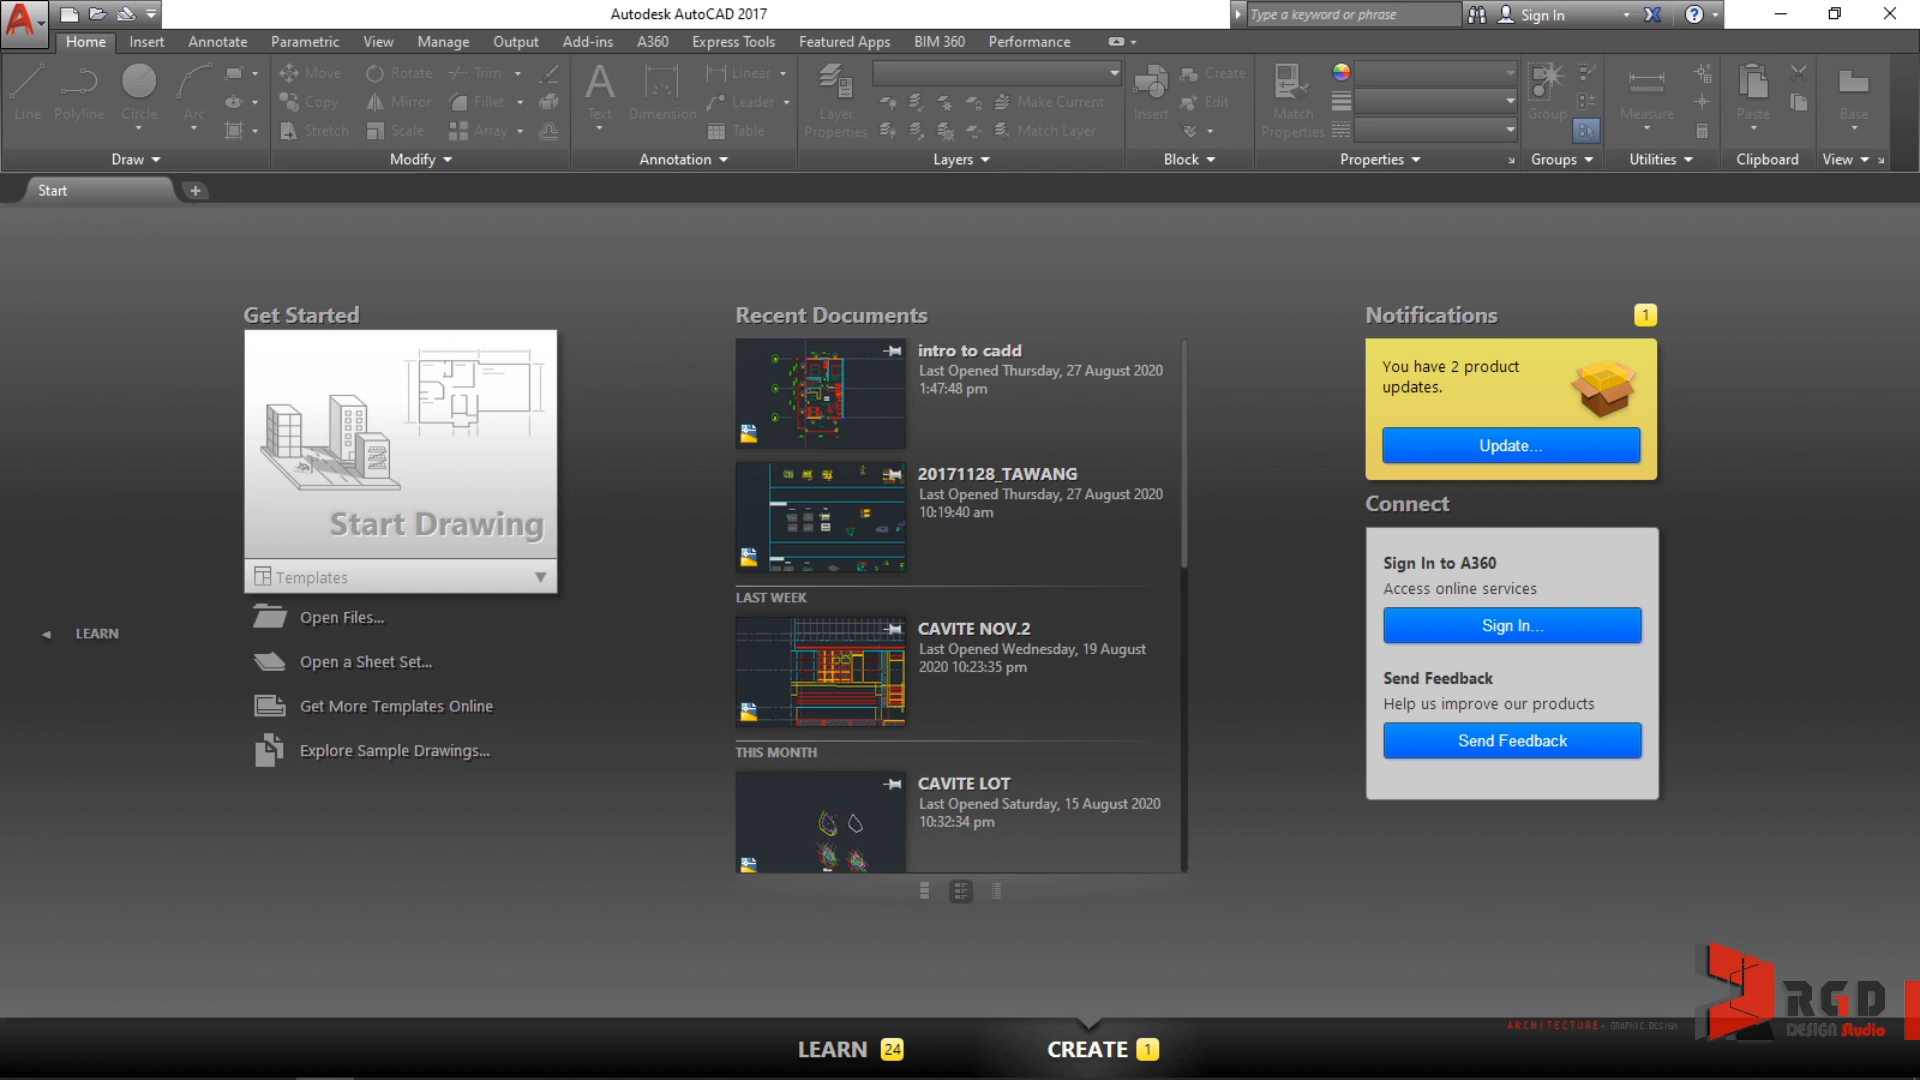 Autodesk AutoCAD 2017
Type a keyword or phrase
Sign In
Home Insert Annotate Parametric View Manage Output Add-ins A360 Express Tools Featured Apps BIM 360 Performance
Line Polyline Circle Arc
Move Rotate Trim
Copy Mirror Fillet
Stretch Scale Array
Text Dimension
Linear
Leader
Table
Layer
Properties
Make Current
Match Layer
Insert
Create
Edit
Match
Properties
Group
Measure
Paste
Base
Draw Modify Annotation Layers Block Properties Groups Utilities Clipboard View
Start
Get Started
Start Drawing
Templates
Open Files...
Open a Sheet Set...
Get More Templates Online
Explore Sample Drawings...
LEARN
Recent Documents
intro to cadd
Last Opened Thursday, 27 August 2020
1:47:48 pm
20171128_TAWANG
Last Opened Thursday, 27 August 2020
10:19:40 am
LAST WEEK
CAVITE NOV.2
Last Opened Wednesday, 19 August
2020 10:23:35 pm
THIS MONTH
CAVITE LOT
Last Opened Saturday, 15 August 2020
10:32:34 pm
Notifications 1
You have 2 product
updates.
Update...
Connect
Sign In to A360
Access online services
Sign In...
Send Feedback
Help us improve our products
Send Feedback
RGD
DESIGN Studio
ARCHITECTURE + GRAPHIC DESIGN
LEARN 24
CREATE 1